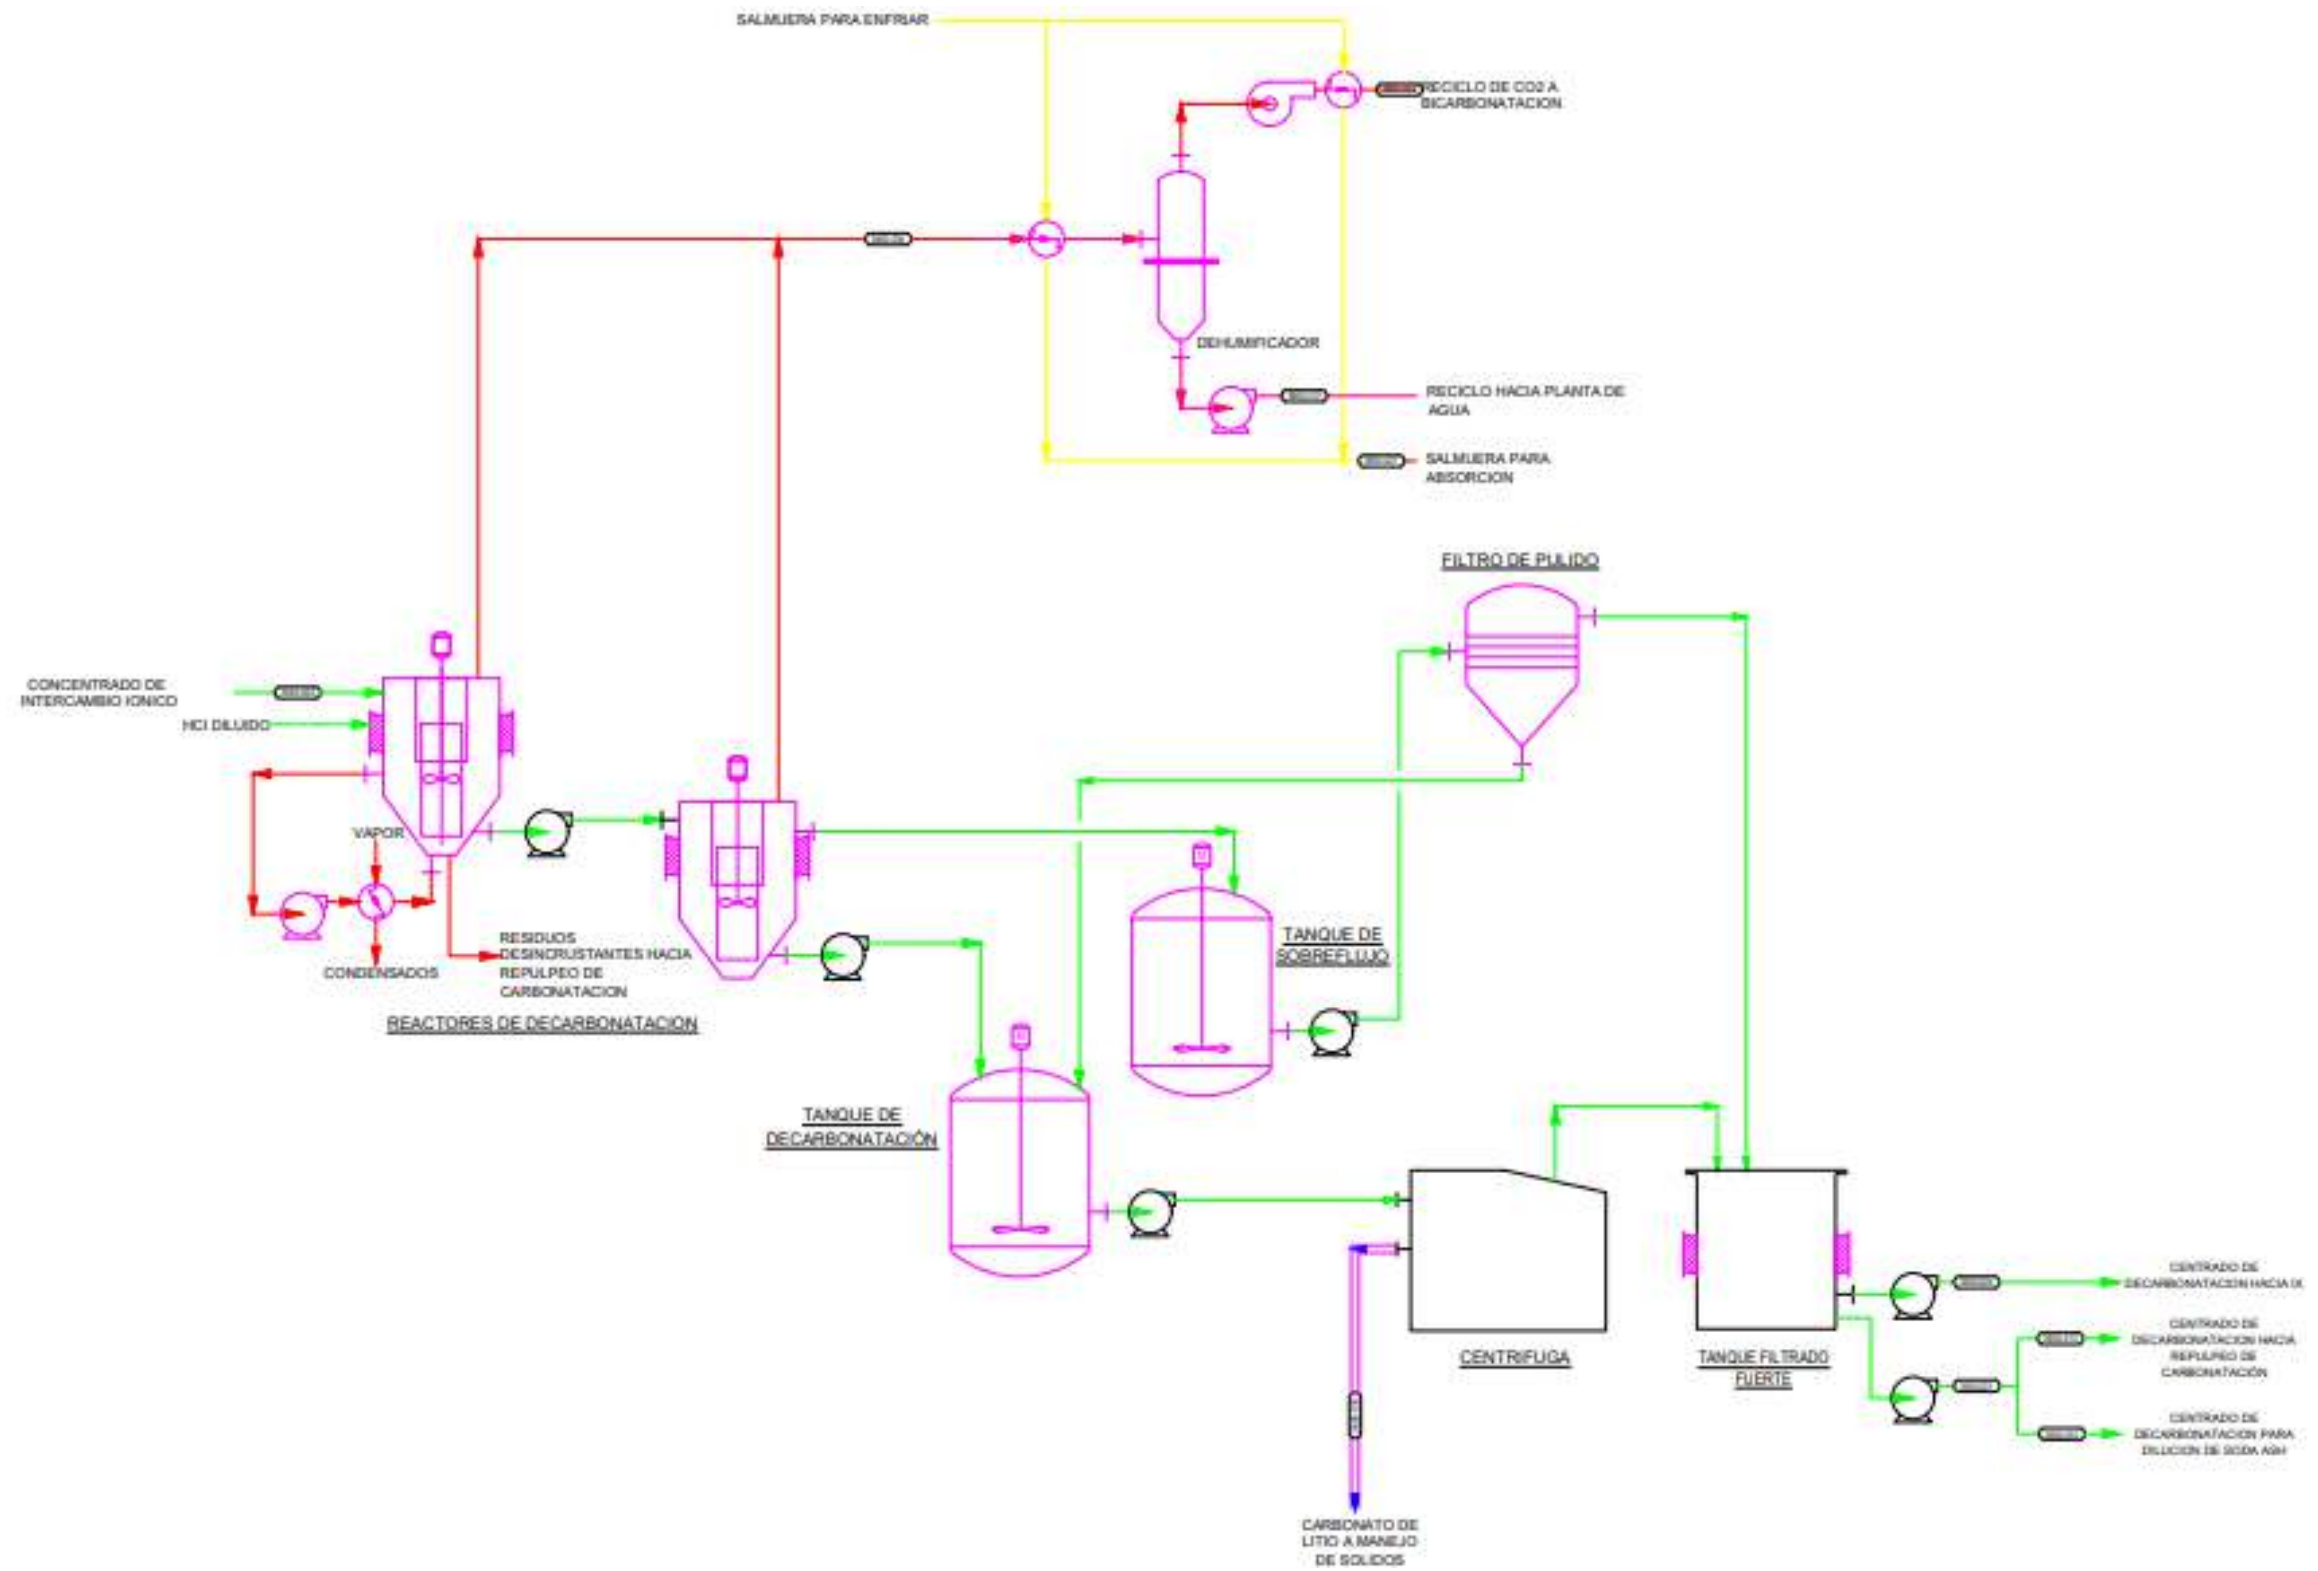 SALMUERA PARA ENFRIAR
RECICLO DE CO2 A
BICARBONATACION
DEHUMIFICADOR
RECICLO HACIA PLANTA DE
AGUA
SALMUERA PARA
ABSORCION
FILTRO DE PULIDO
CONCENTRADO DE
INTERCAMBIO IONICO
HCl DILUIDO
VAPOR
CONDENSADOS
RESIDUOS
DESINCRUSTANTES HACIA
REPULPEO DE
CARBONATACION
REACTORES DE DECARBONATACION
TANQUE DE
SOBREFLUJO
TANQUE DE
DECARBONATACIÓN
CENTRIFUGA
TANQUE FILTRADO
FUERTE
CENTRADO DE
DECARBONATACION HACIA IX
CENTRADO DE
DECARBONATACION HACIA
REPULPEO DE
CARBONATACIÓN
CENTRADO DE
DECARBONATACION PARA
DILUCION DE SODA ASH
CARBONATO DE
LITIO A MANEJO
DE SOLIDOS